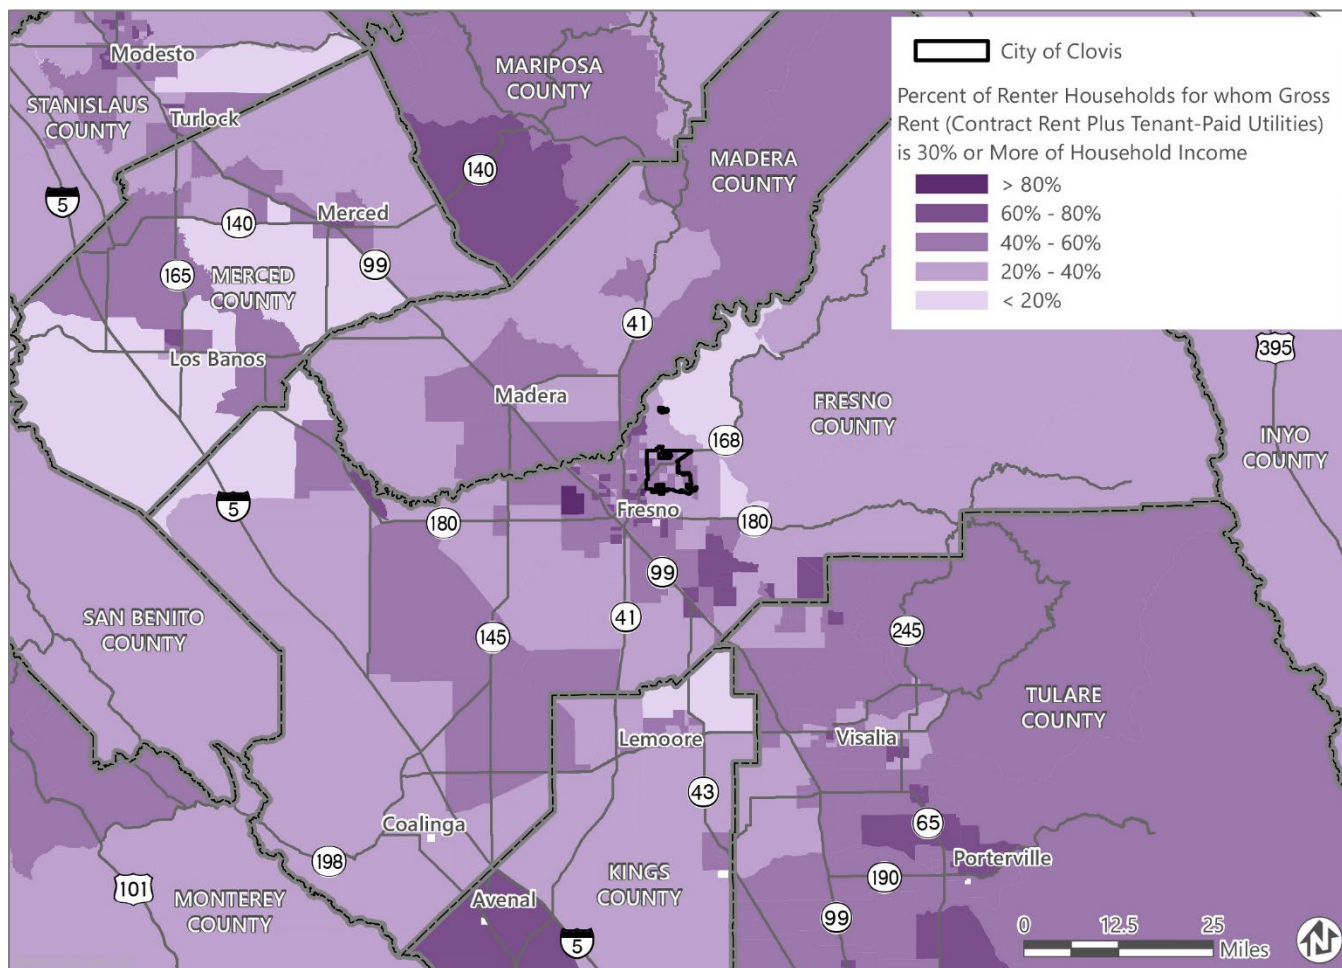 City of Clovis
Percent of Renter Households for whom Gross
Rent (Contract Rent Plus Tenant-Paid Utilities)
is 30% or More of Household Income
> 80%
60% - 80%
40% - 60%
20% - 40%
< 20%
Modesto
MARIPOSA
COUNTY
STANISLAUS
COUNTY
Turlock
MADERA
COUNTY
140
5
Merced
140
99
165
MERCED
COUNTY
41
395
Los Banos
Madera
FRESNO
COUNTY
168
INYO
COUNTY
5
180
Fresno
180
99
SAN BENITO
COUNTY
41
145
245
TULARE
COUNTY
Lemoore
Visalia
43
Coalinga
65
198
Porterville
KINGS
COUNTY
190
101
MONTEREY
COUNTY
Avenal
99
5
0 12.5 25
Miles
N